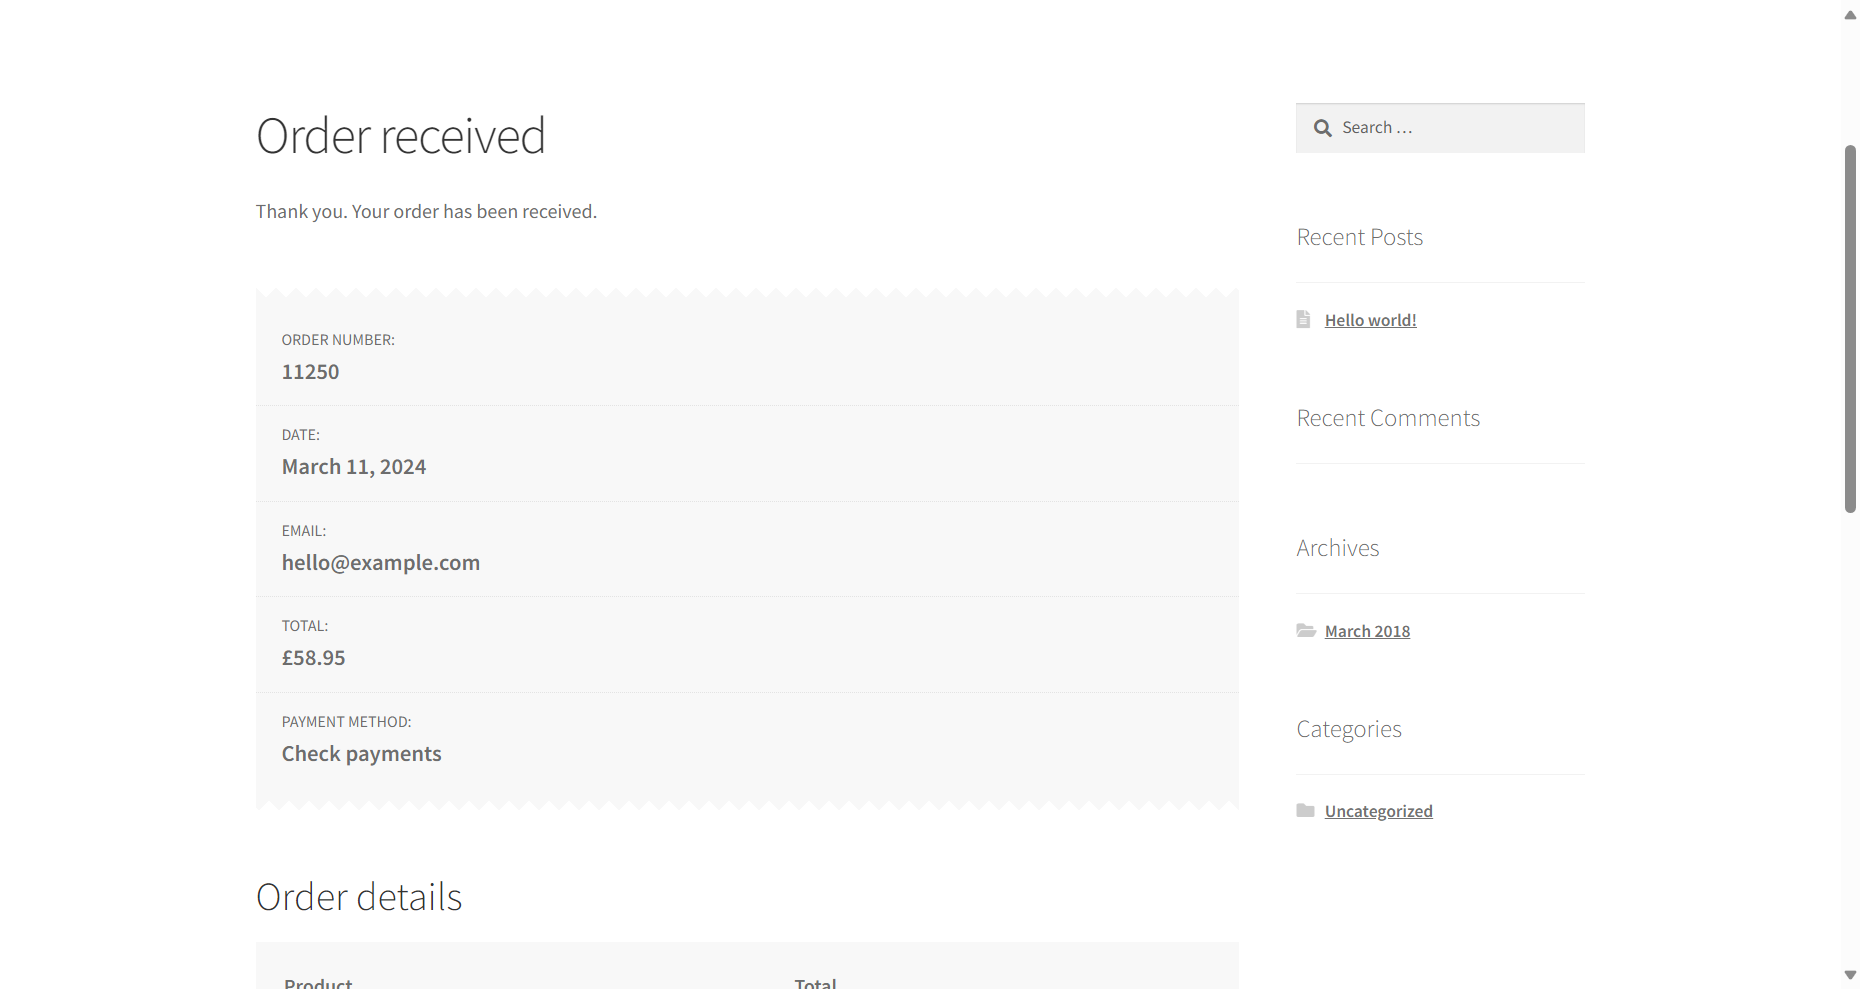 Order received
Thank you. Your order has been received.
ORDER NUMBER:
11250
DATE:
March 11, 2024
EMAIL:
hello@example.com
TOTAL:
£58.95
PAYMENT METHOD:
Check payments
Order details
Product Total
Search …
Recent Posts
Hello world!
Recent Comments
Archives
March 2018
Categories
Uncategorized